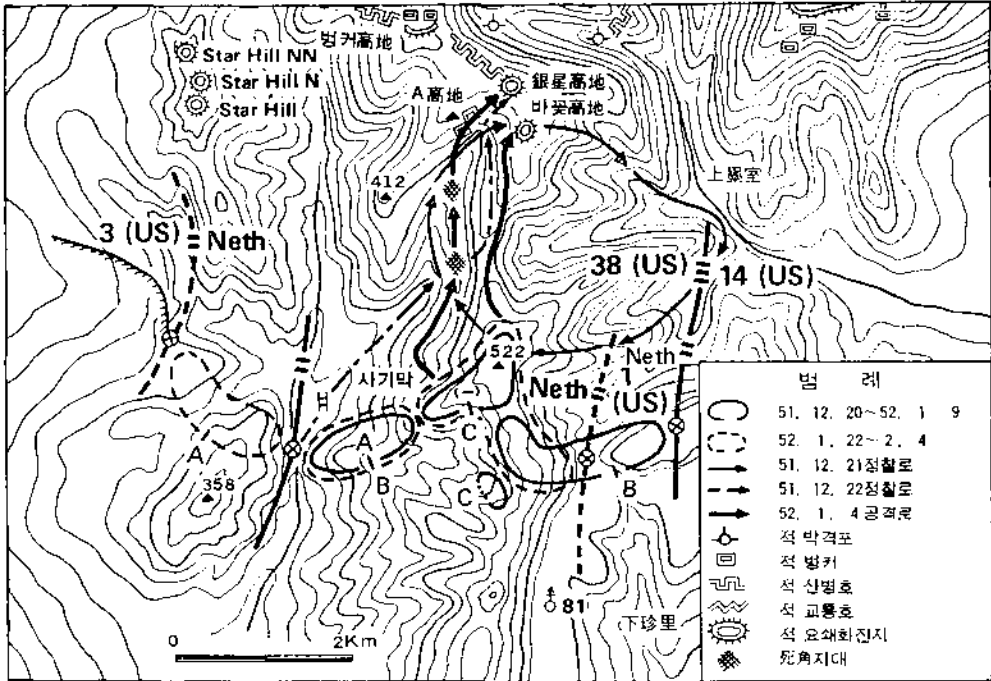 벙커高地
Star Hill NN
Star Hill N
Star Hill
A高地
銀星高地
바꽃高地
412
上猻室
3 (US)
Neth
38 (US)
14 (US)
522
사기막
Neth
Neth
1
(US)
A
358
A
B
C
C
B
81
下珍里
0 2Km
범 례
51. 12. 20~52. 1 9
52. 1. 22~2. 4
51. 12. 21정찰로
51. 12. 22정찰로
52. 1. 4공격로
적 박격포
적 벙커
적 산병호
적 교통호
적 요쇄화진지
死角지대